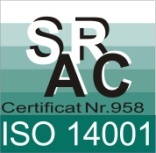 SR
AC
Certificat Nr.958
ISO 14001